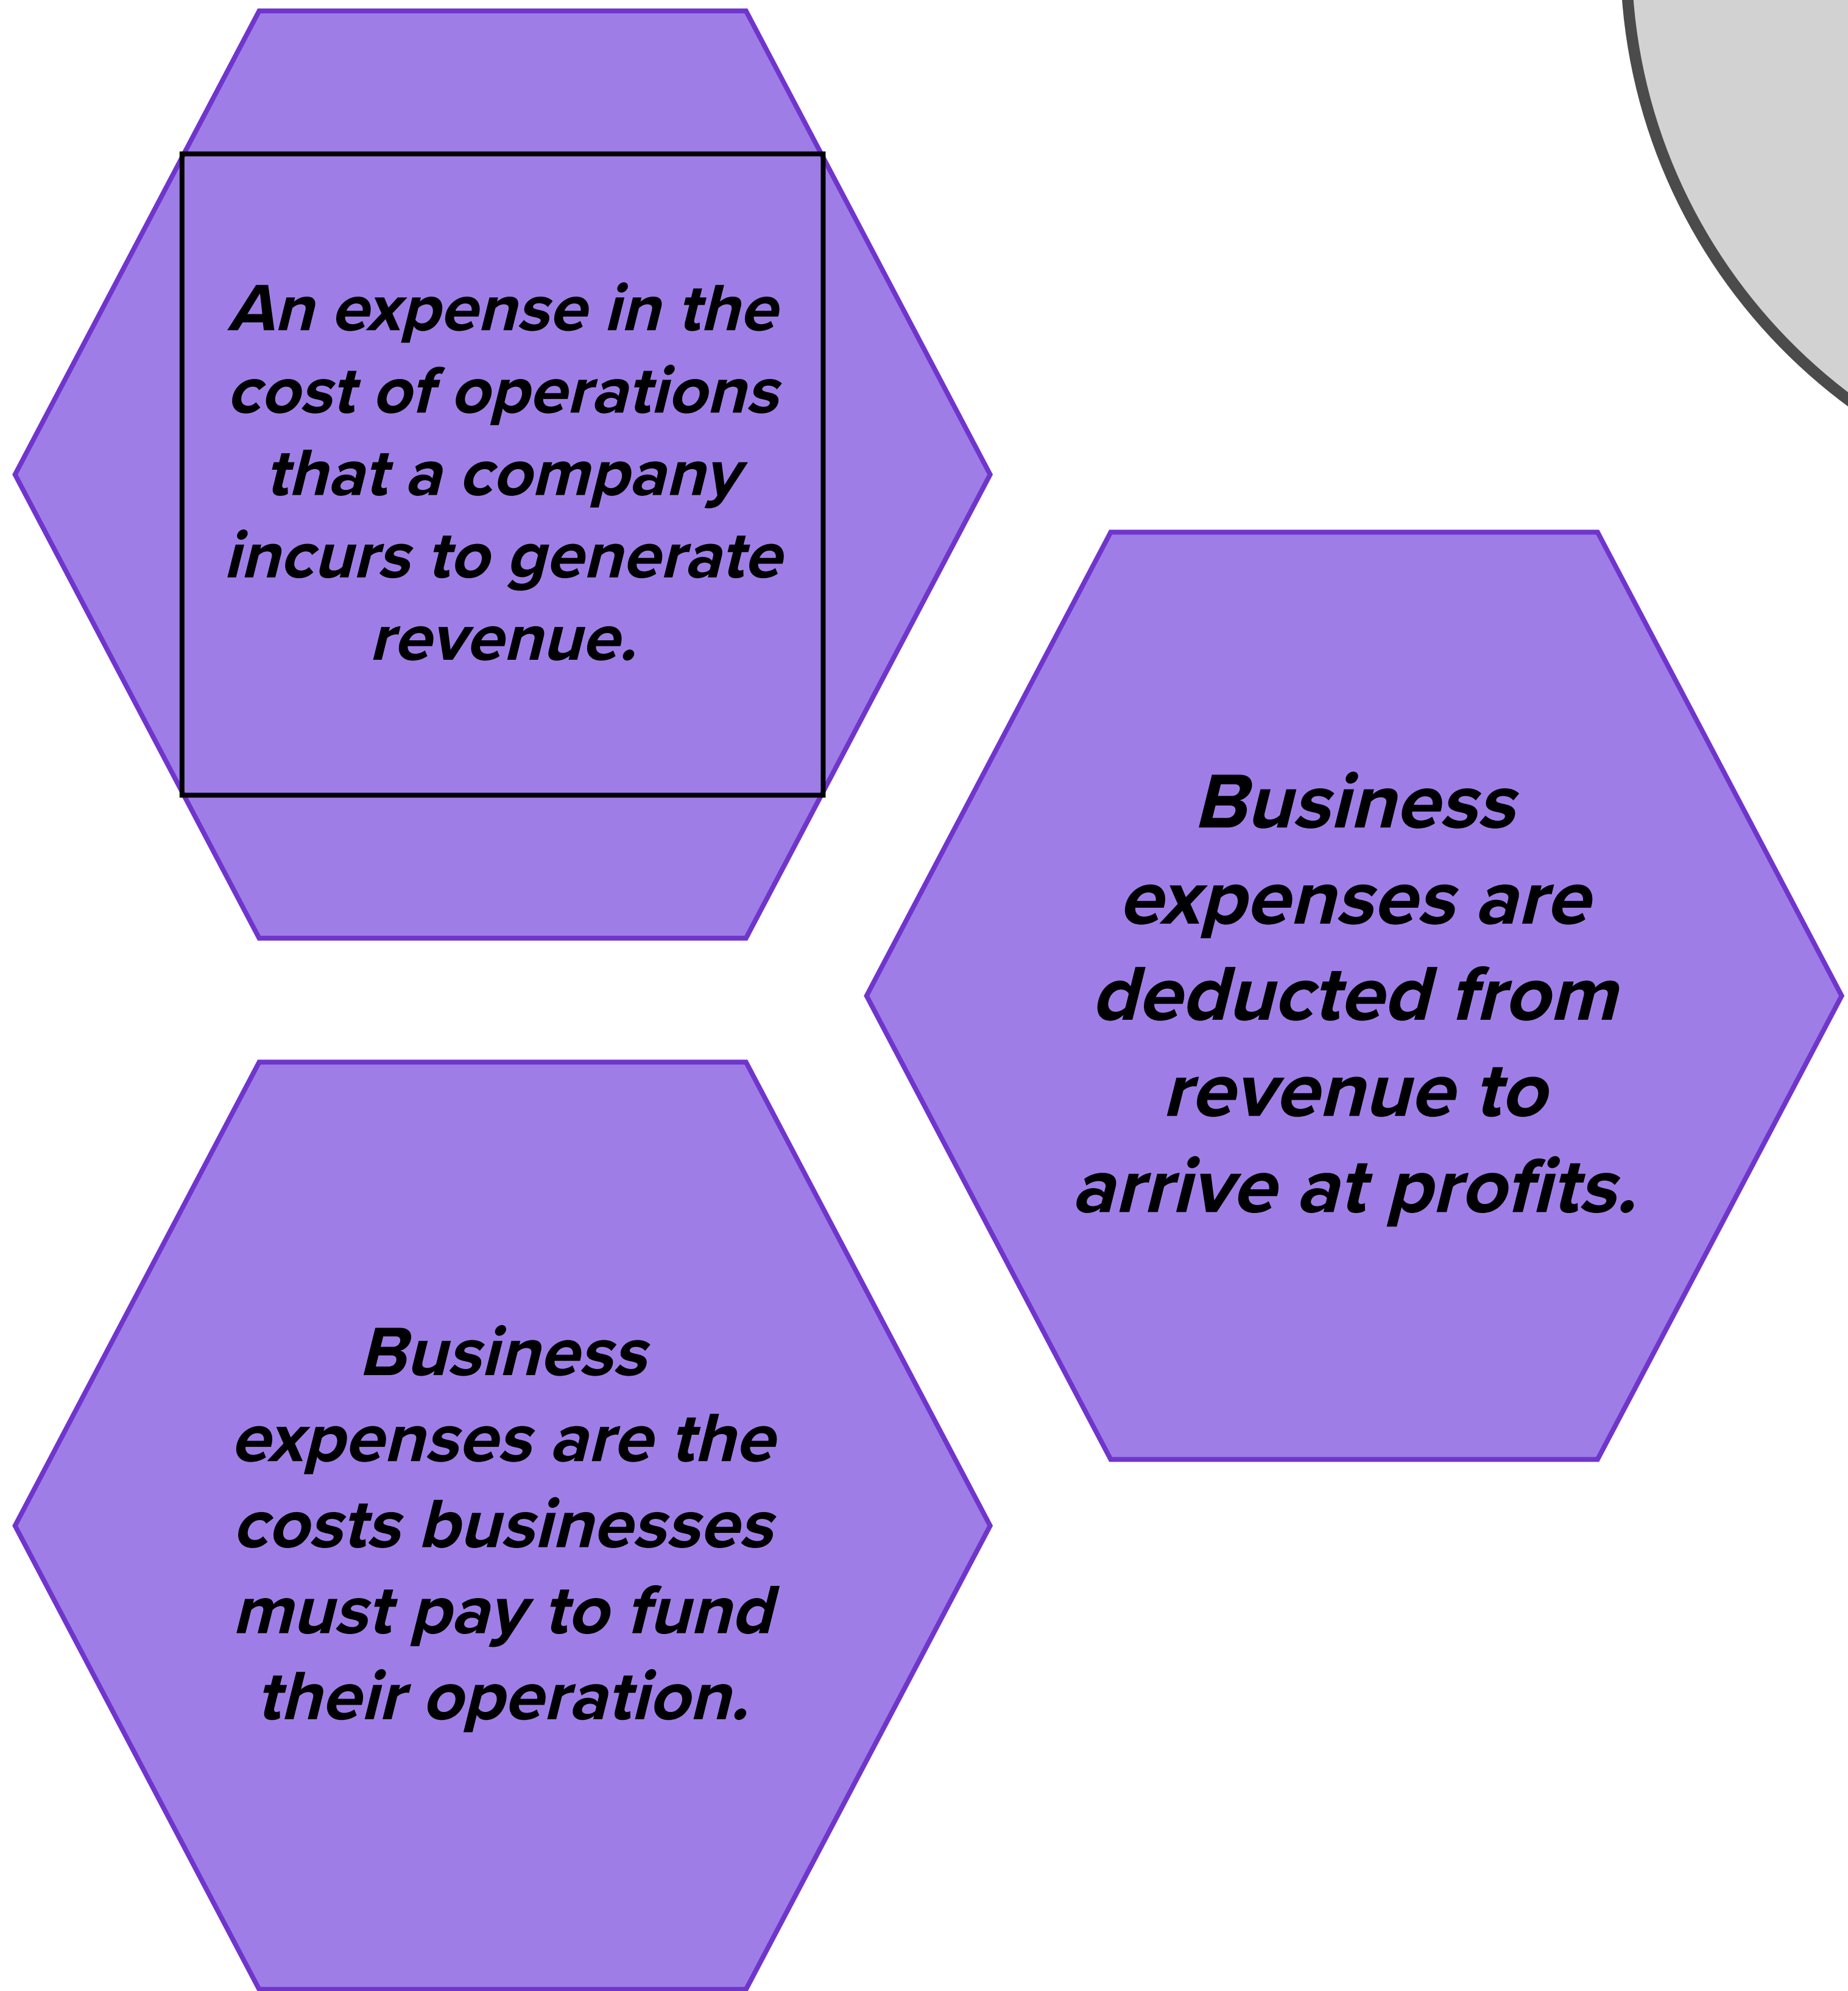 An expense in the
cost of operations
that a company
incurs to generate
revenue.
Business
expenses are
deducted from
revenue to
arrive at profits.
Business
expenses are the
costs businesses
must pay to fund
their operation.